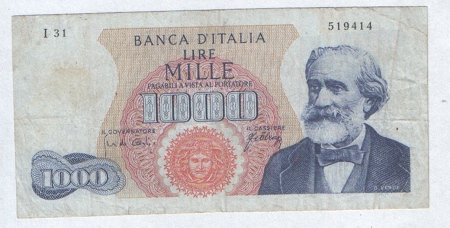 I 31
519414
BANCA D'ITALIA
LIRE
MILLE
PAGABILI A VISTA AL PORTATORE
IL GOVERNATORE
IL CASSIERE
1000
G. VERDI